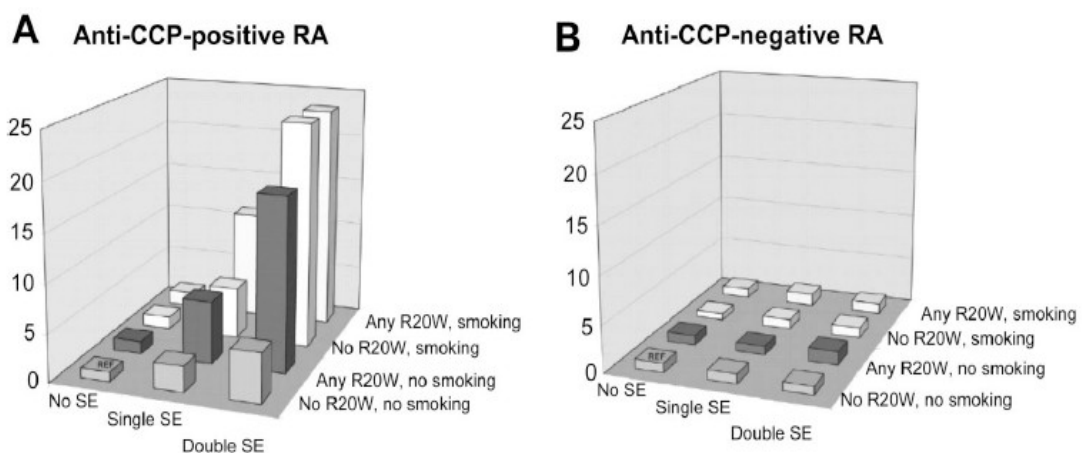 A Anti-CCP-positive RA
25
20
15
10
5
0
REF
No SE
Single SE
Double SE
Any R20W, smoking
No R20W, smoking
Any R20W, no smoking
No R20W, no smoking
B Anti-CCP-negative RA
25
20
15
10
5
0
REF
No SE
Single SE
Double SE
Any R20W, smoking
No R20W, smoking
Any R20W, no smoking
No R20W, no smoking